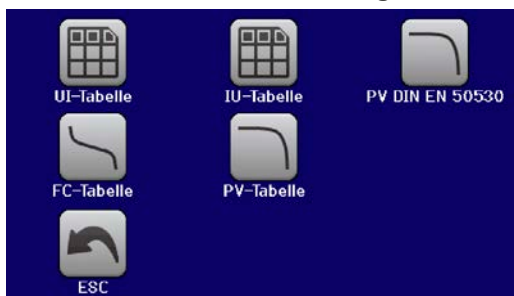 UI-Tabelle IU-Tabelle PV DIN EN 50530
FC-Tabelle PV-Tabelle
ESC